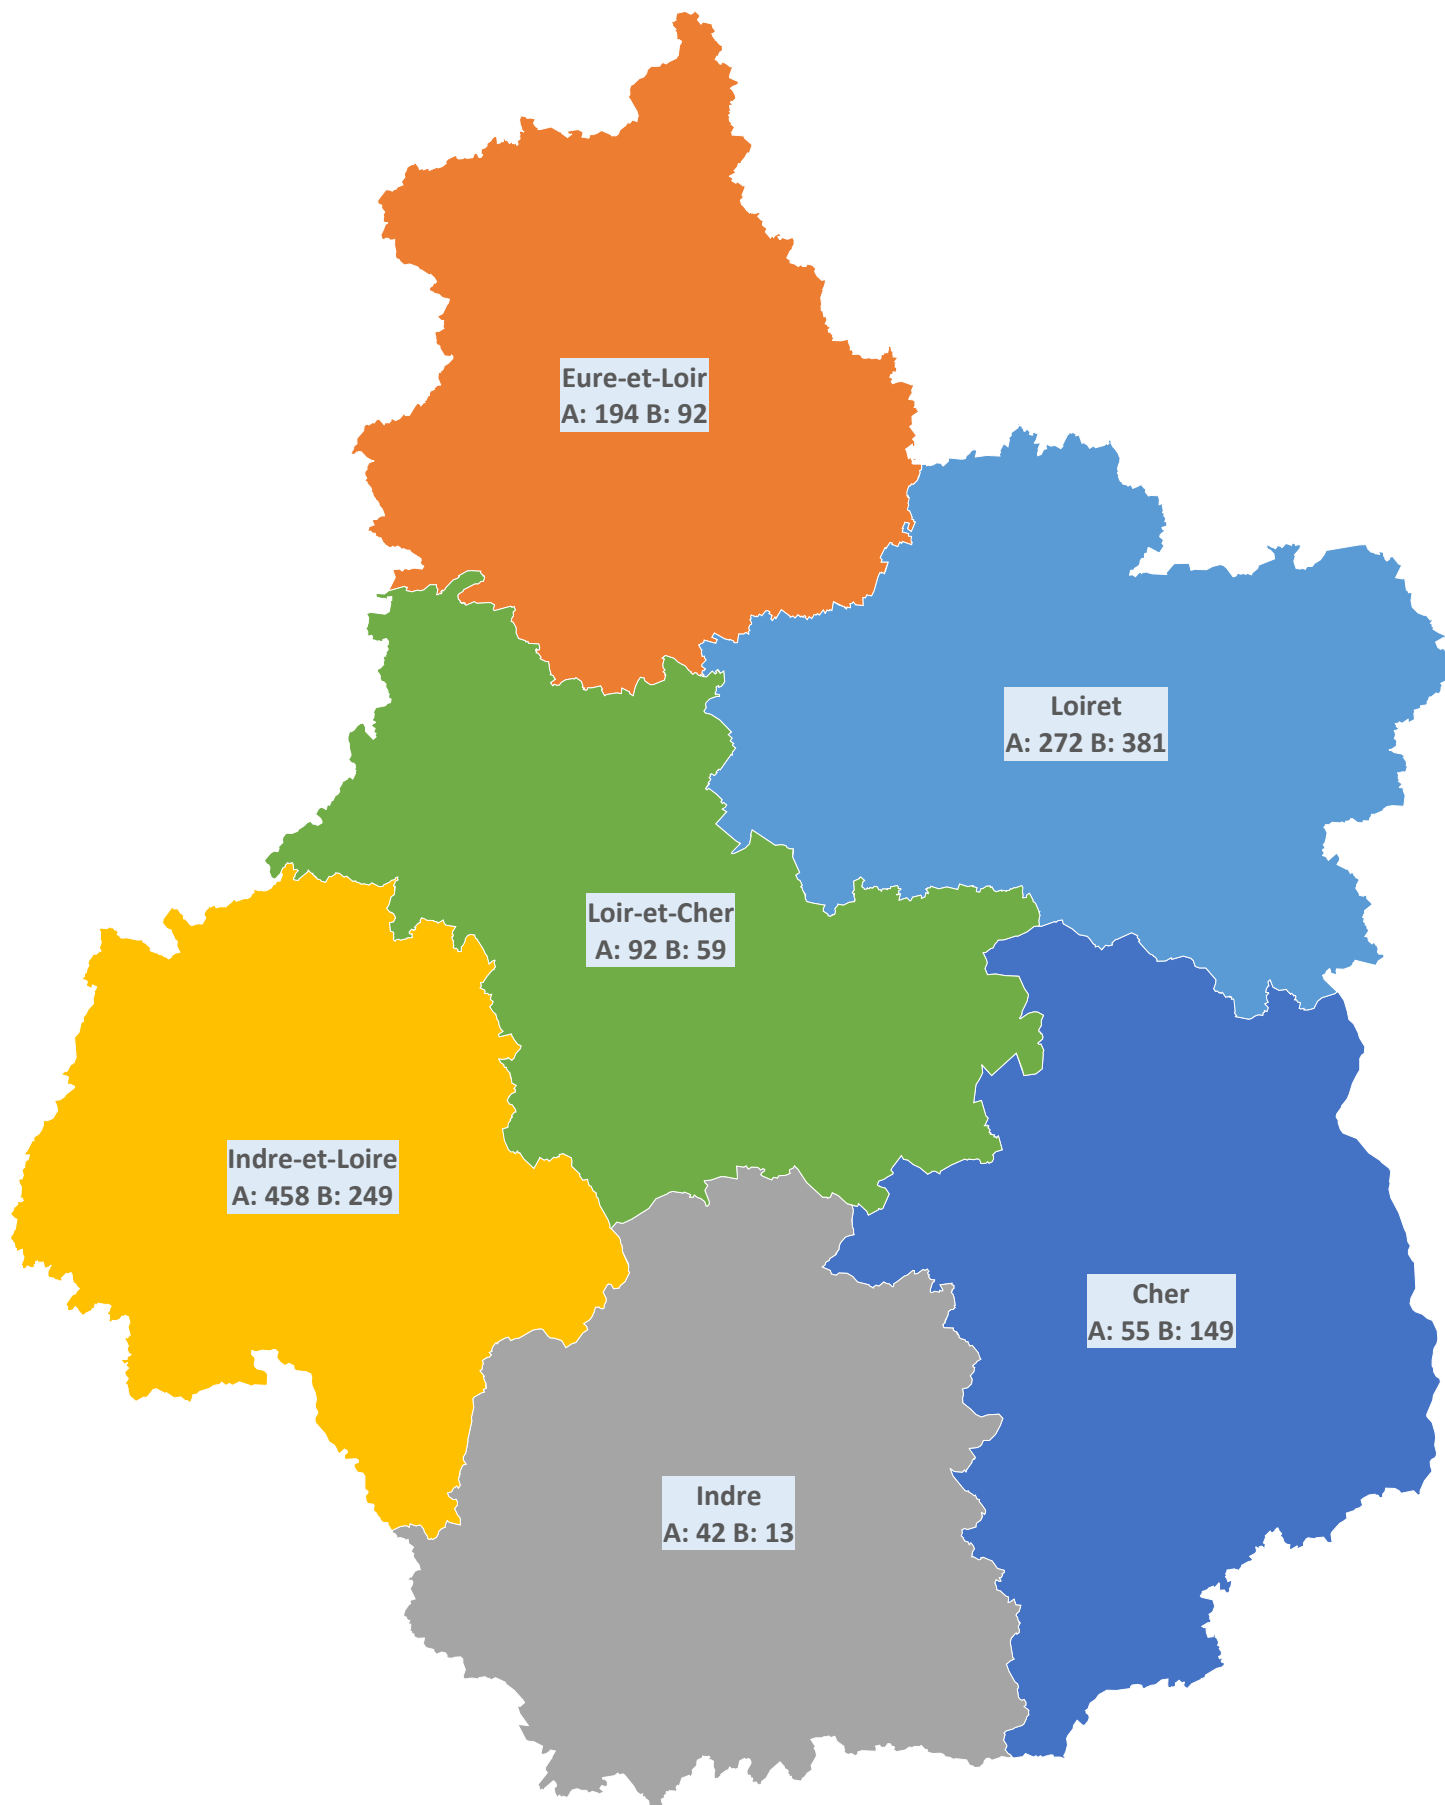 Eure-et-Loir
A: 194 B: 92
Loiret
A: 272 B: 381
Loir-et-Cher
A: 92 B: 59
Indre-et-Loire
A: 458 B: 249
Cher
A: 55 B: 149
Indre
A: 42 B: 13